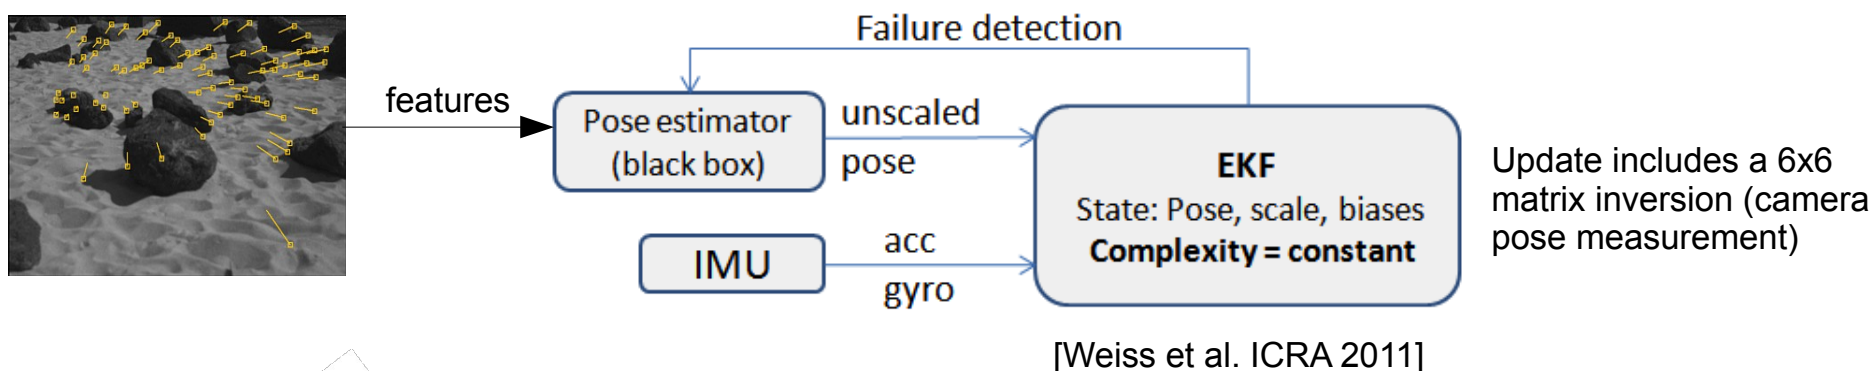 Failure detection
features
Pose estimator
(black box)
unscaled
pose
IMU
acc
gyro
EKF
State: Pose, scale, biases
Complexity = constant
Update includes a 6x6
matrix inversion (camera
pose measurement)
[Weiss et al. ICRA 2011]